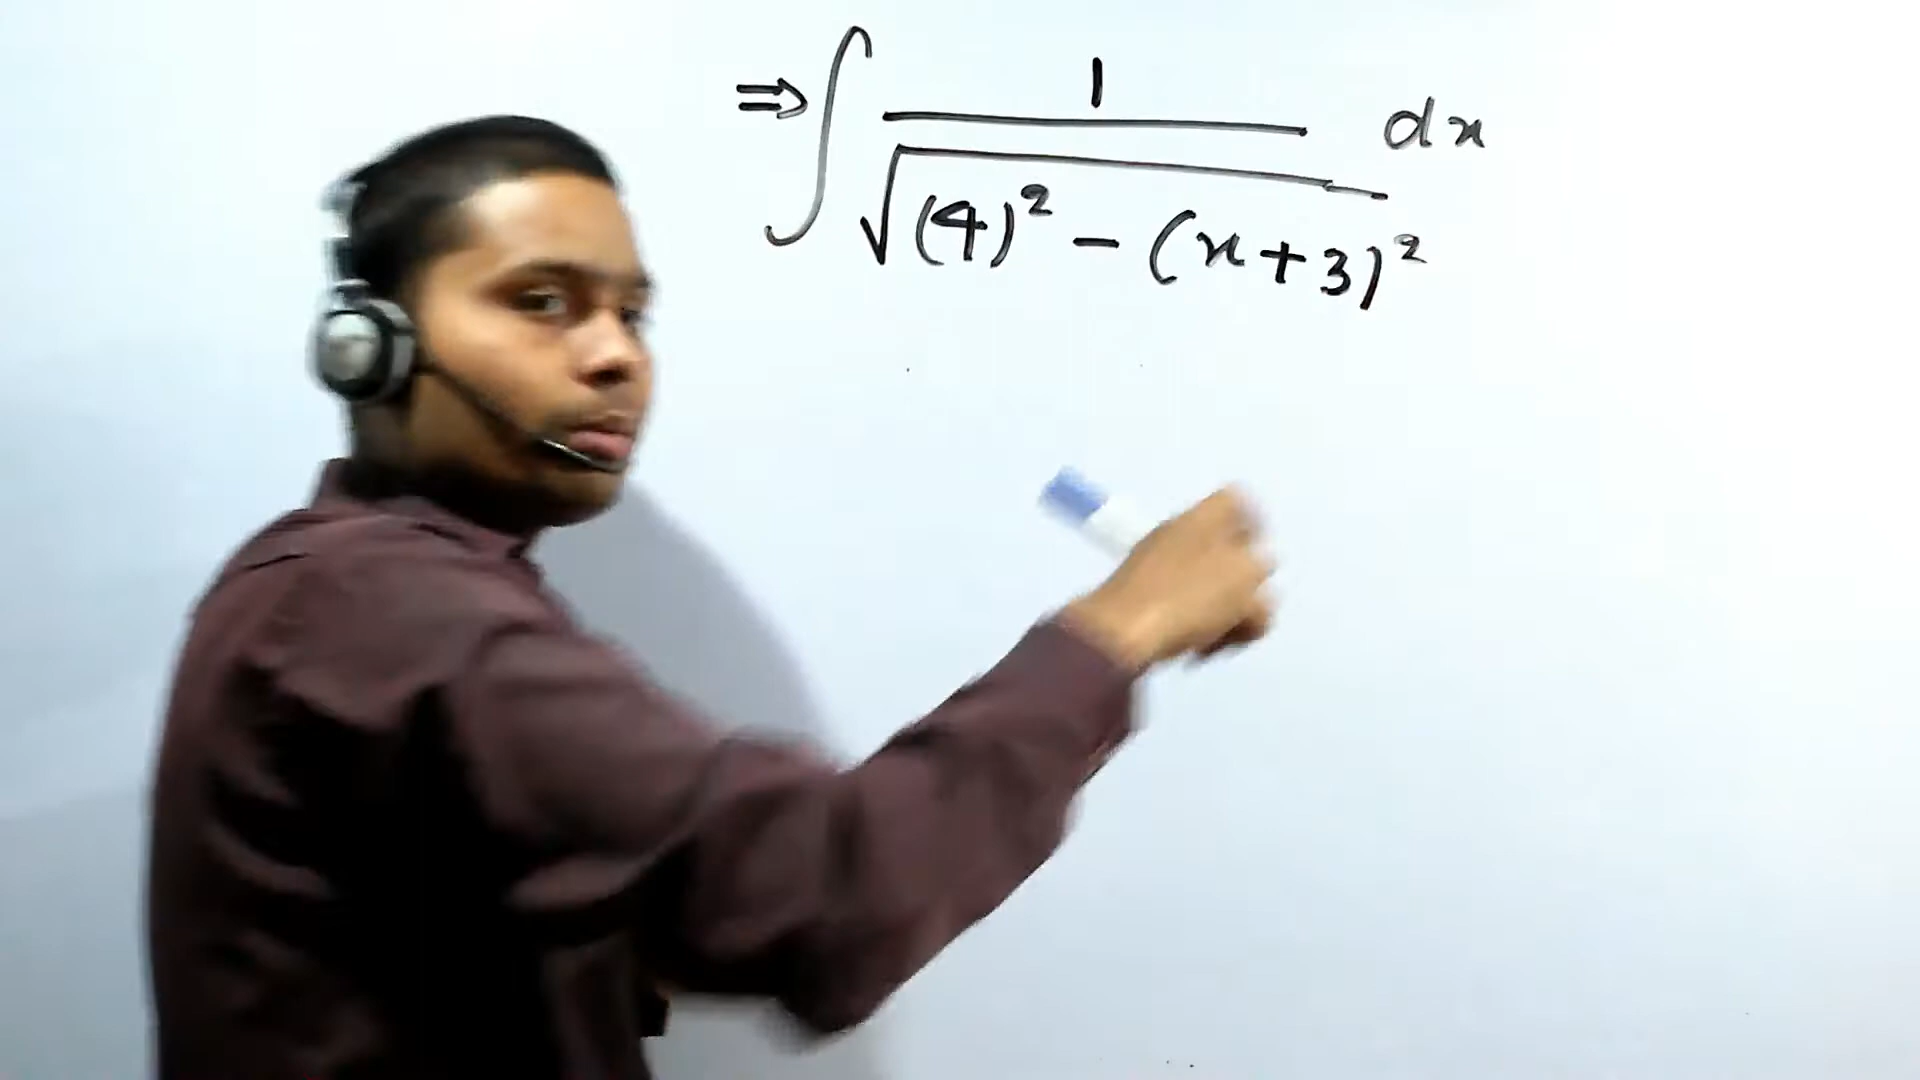 ⇒ ∫ 1 / √((4)² - (x+3)²) dx